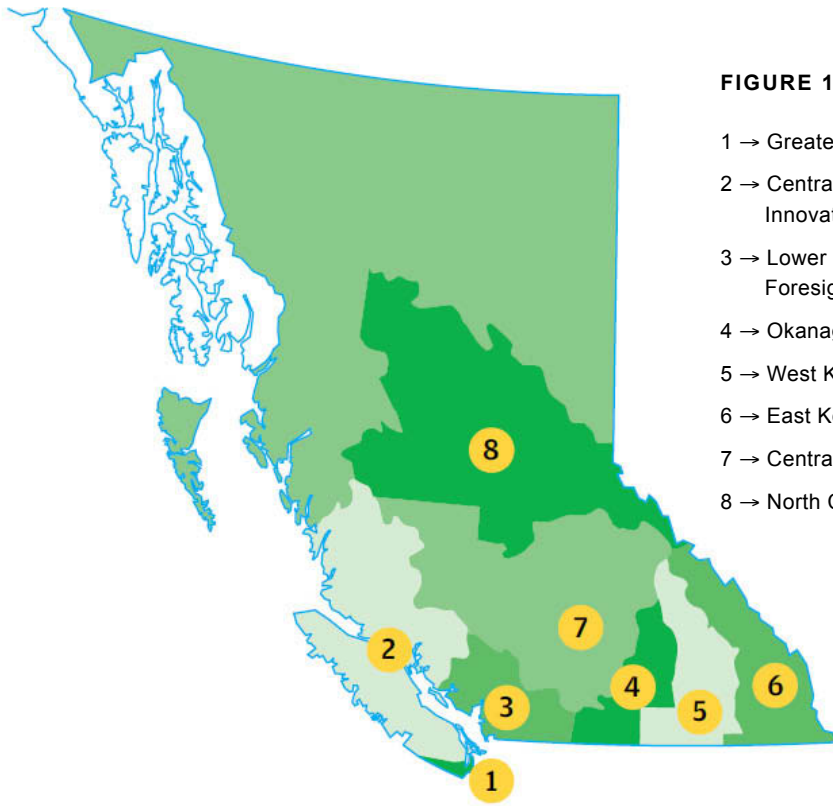 FIGURE 1
1 → Greate
2 → Centra
Innovat
3 → Lower
Foresig
4 → Okanag
5 → West K
6 → East Ko
7 → Centra
8 → North C
8
7
2
4
6
3
5
1